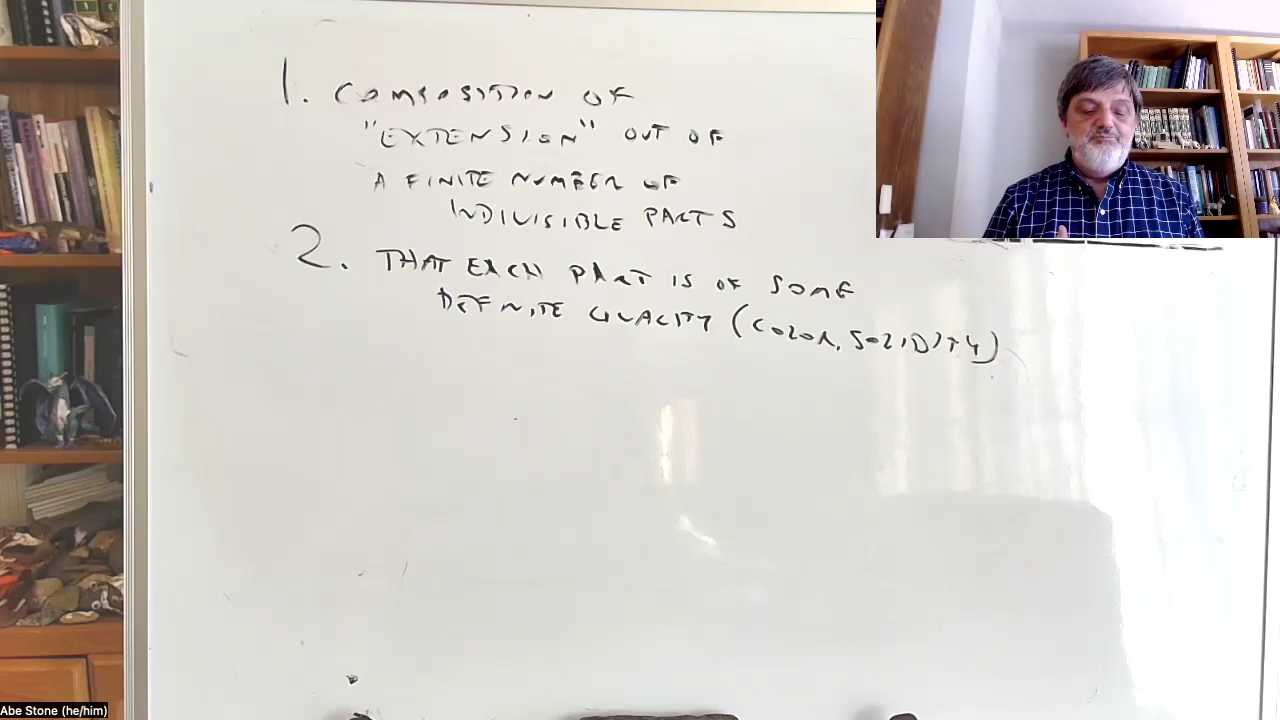 1. COMPOSITION OF
"EXTENSION" OUT OF
A FINITE NUMBER OF
INDIVISIBLE PARTS
2. THAT EACH PART IS OF SOME
DEFINITE QUALITY (COLOR, SOLIDITY)
Abe Stone (he/him)